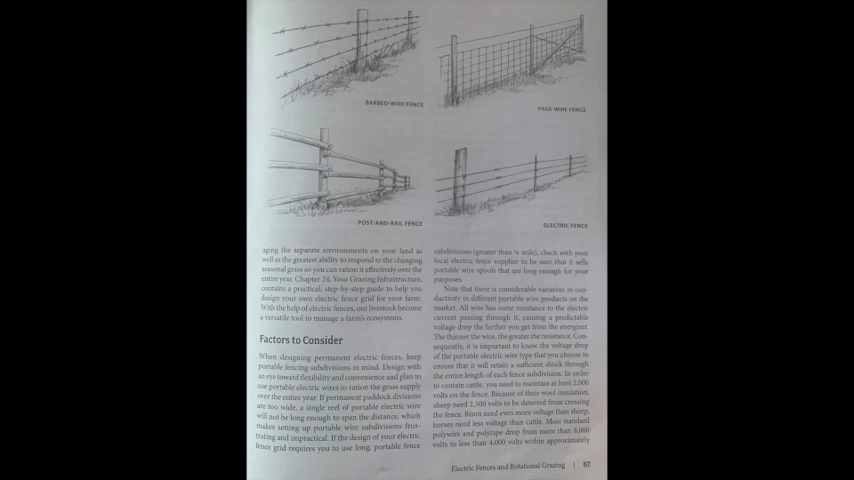 BARBED-WIRE FENCE
PAGE-WIRE FENCE
POST-AND-RAIL FENCE
ELECTRIC FENCE
aging the separate environments on your land as
well as the greatest ability to respond to the changing
seasonal grass so you can ration it effectively over the
entire year. Chapter 24, Your Grazing Infrastructure,
contains a practical, step-by-step guide to help you
design your own electric fence grid for your farm.
With the help of electric fences, our livestock become
a versatile tool to manage a farm's ecosystems.
Factors to Consider
When designing permanent electric fences, keep
portable fencing subdivisions in mind. Design with
an eye toward flexibility and convenience and plan to
use portable electric wires to ration the grass supply
over the entire year. If permanent paddock divisions
are too wide, a single reel of portable electric wire
will not be long enough to span the distance, which
makes setting up portable wire subdivisions frus-
trating and impractical. If the design of your electric
fence grid requires you to use long, portable fence
subdivisions (greater than ¼ mile), check with your
local electric fence supplier to be sure that it sells
portable wire spools that are long enough for your
purposes.
Note that there is considerable variation in con-
ductivity in different portable wire products on the
market. All wire has some resistance to the electric
current passing through it, causing a predictable
voltage drop the farther you get from the energizer.
The thinner the wire, the greater the resistance. Con-
sequently, it is important to know the voltage drop
of the portable electric wire type that you choose to
ensure that it will retain a sufficient shock through
the entire length of each fence subdivision. In order
to contain cattle, you need to maintain at least 2,000
volts on the fence. Because of their wool insulation,
sheep need 2,500 volts to be deterred from crossing
the fence. Bison need even more voltage than sheep,
horses need less voltage than cattle. Most standard
polywire and polytape drop from more than 8,000
volts to less than 4,000 volts within approximately
Electric Fences and Rotational Grazing | 67